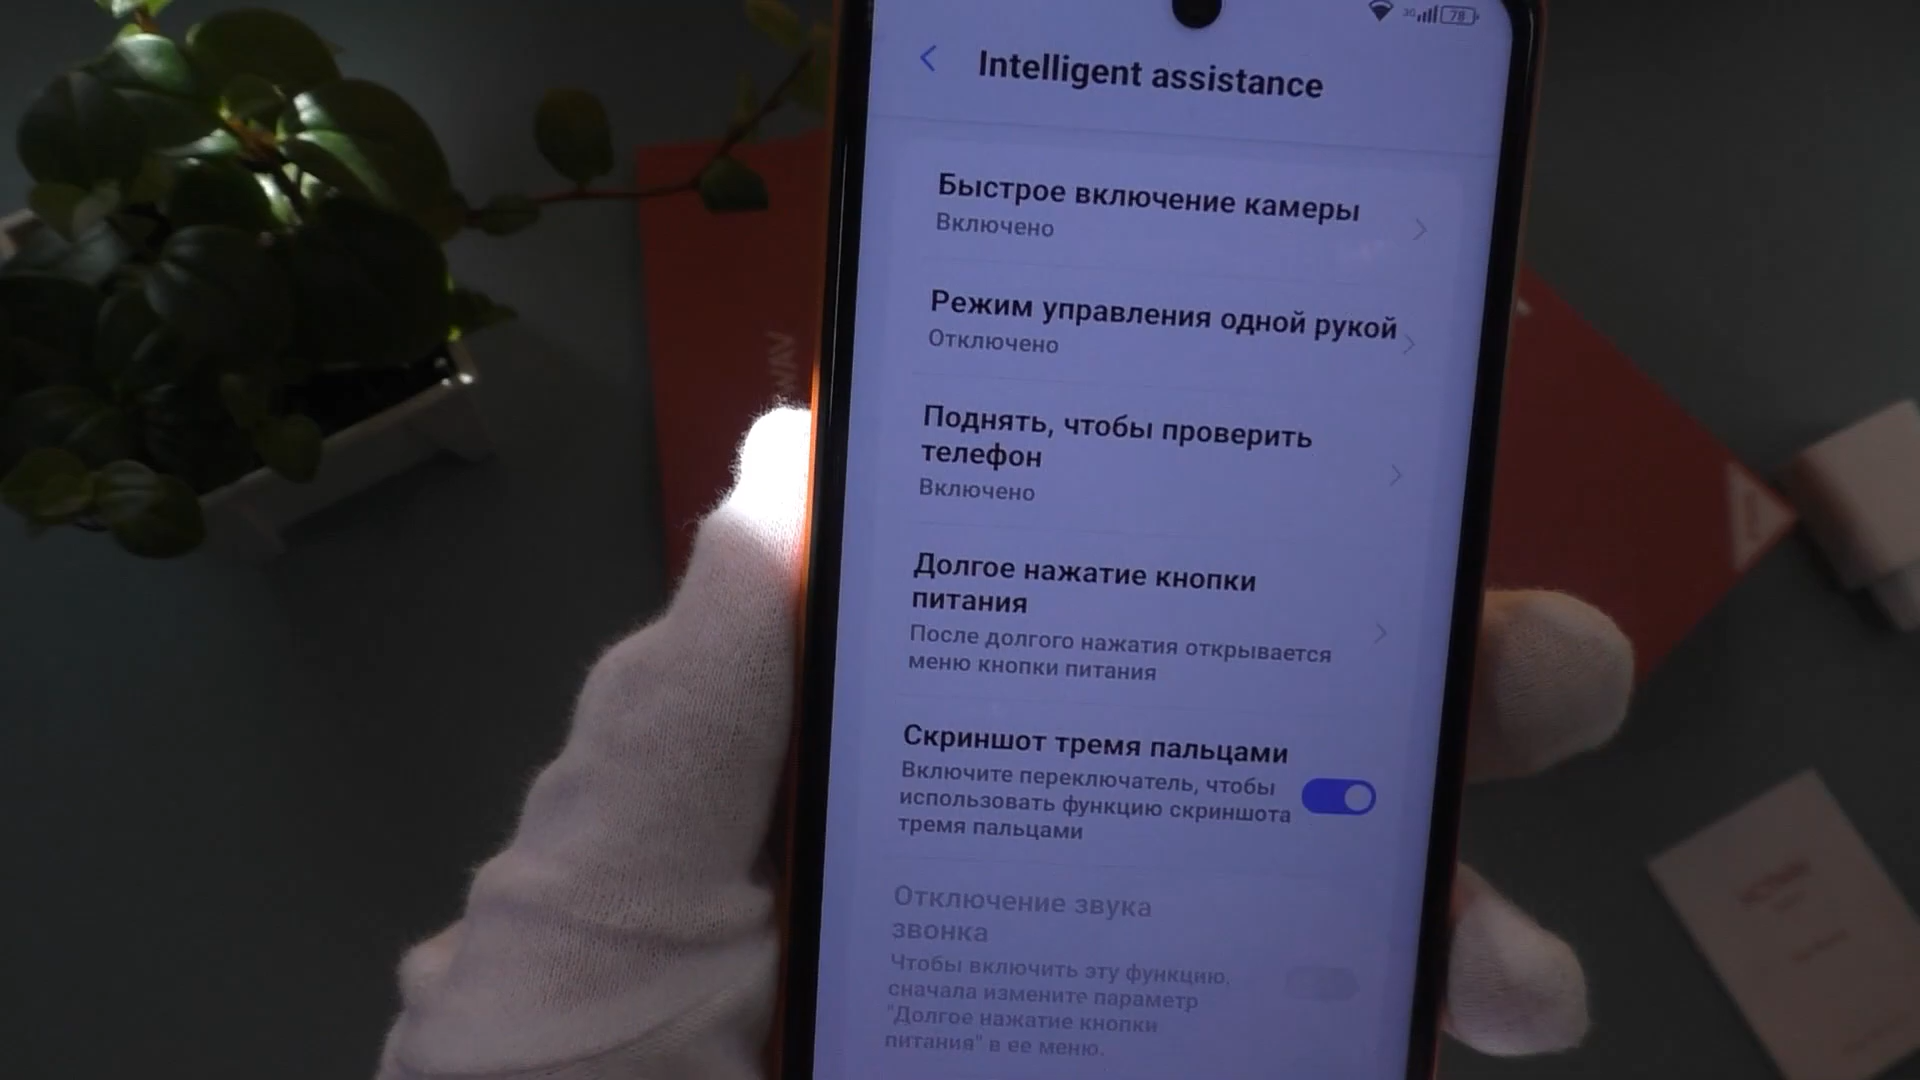 3G 78
Intelligent assistance
Быстрое включение камеры
Включено
Режим управления одной рукой
Отключено
Поднять, чтобы проверить
телефон
Включено
Долгое нажатие кнопки
питания
После долгого нажатия открывается
меню кнопки питания
Скриншот тремя пальцами
Включите переключатель, чтобы
использовать функцию скриншота
тремя пальцами
Отключение звука
звонка
Чтобы включить эту функцию,
сначала измените параметр
"Долгое нажатие кнопки
питания" в ее меню.